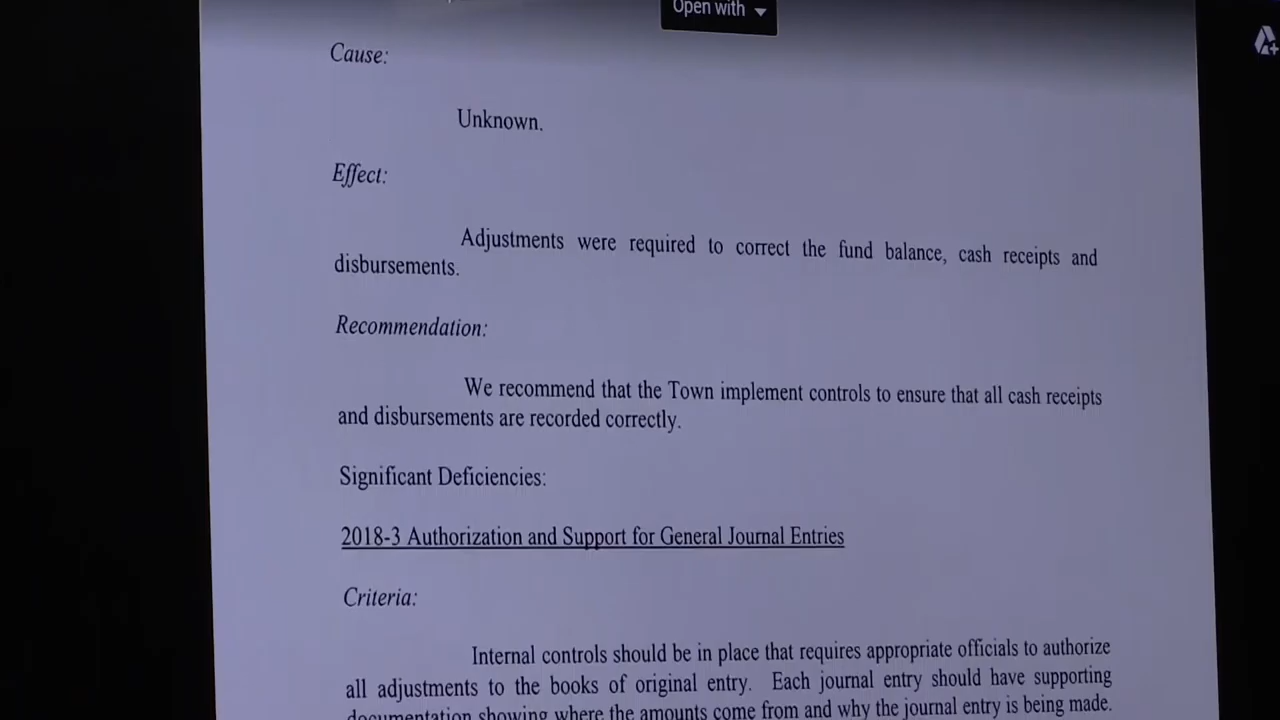 Open with
Cause:
Unknown.
Effect:
Adjustments were required to correct the fund balance, cash receipts and
disbursements.
Recommendation:
We recommend that the Town implement controls to ensure that all cash receipts
and disbursements are recorded correctly.
Significant Deficiencies:
2018-3 Authorization and Support for General Journal Entries
Criteria:
Internal controls should be in place that requires appropriate officials to authorize
all adjustments to the books of original entry. Each journal entry should have supporting
documentation showing where the amounts come from and why the journal entry is being made.